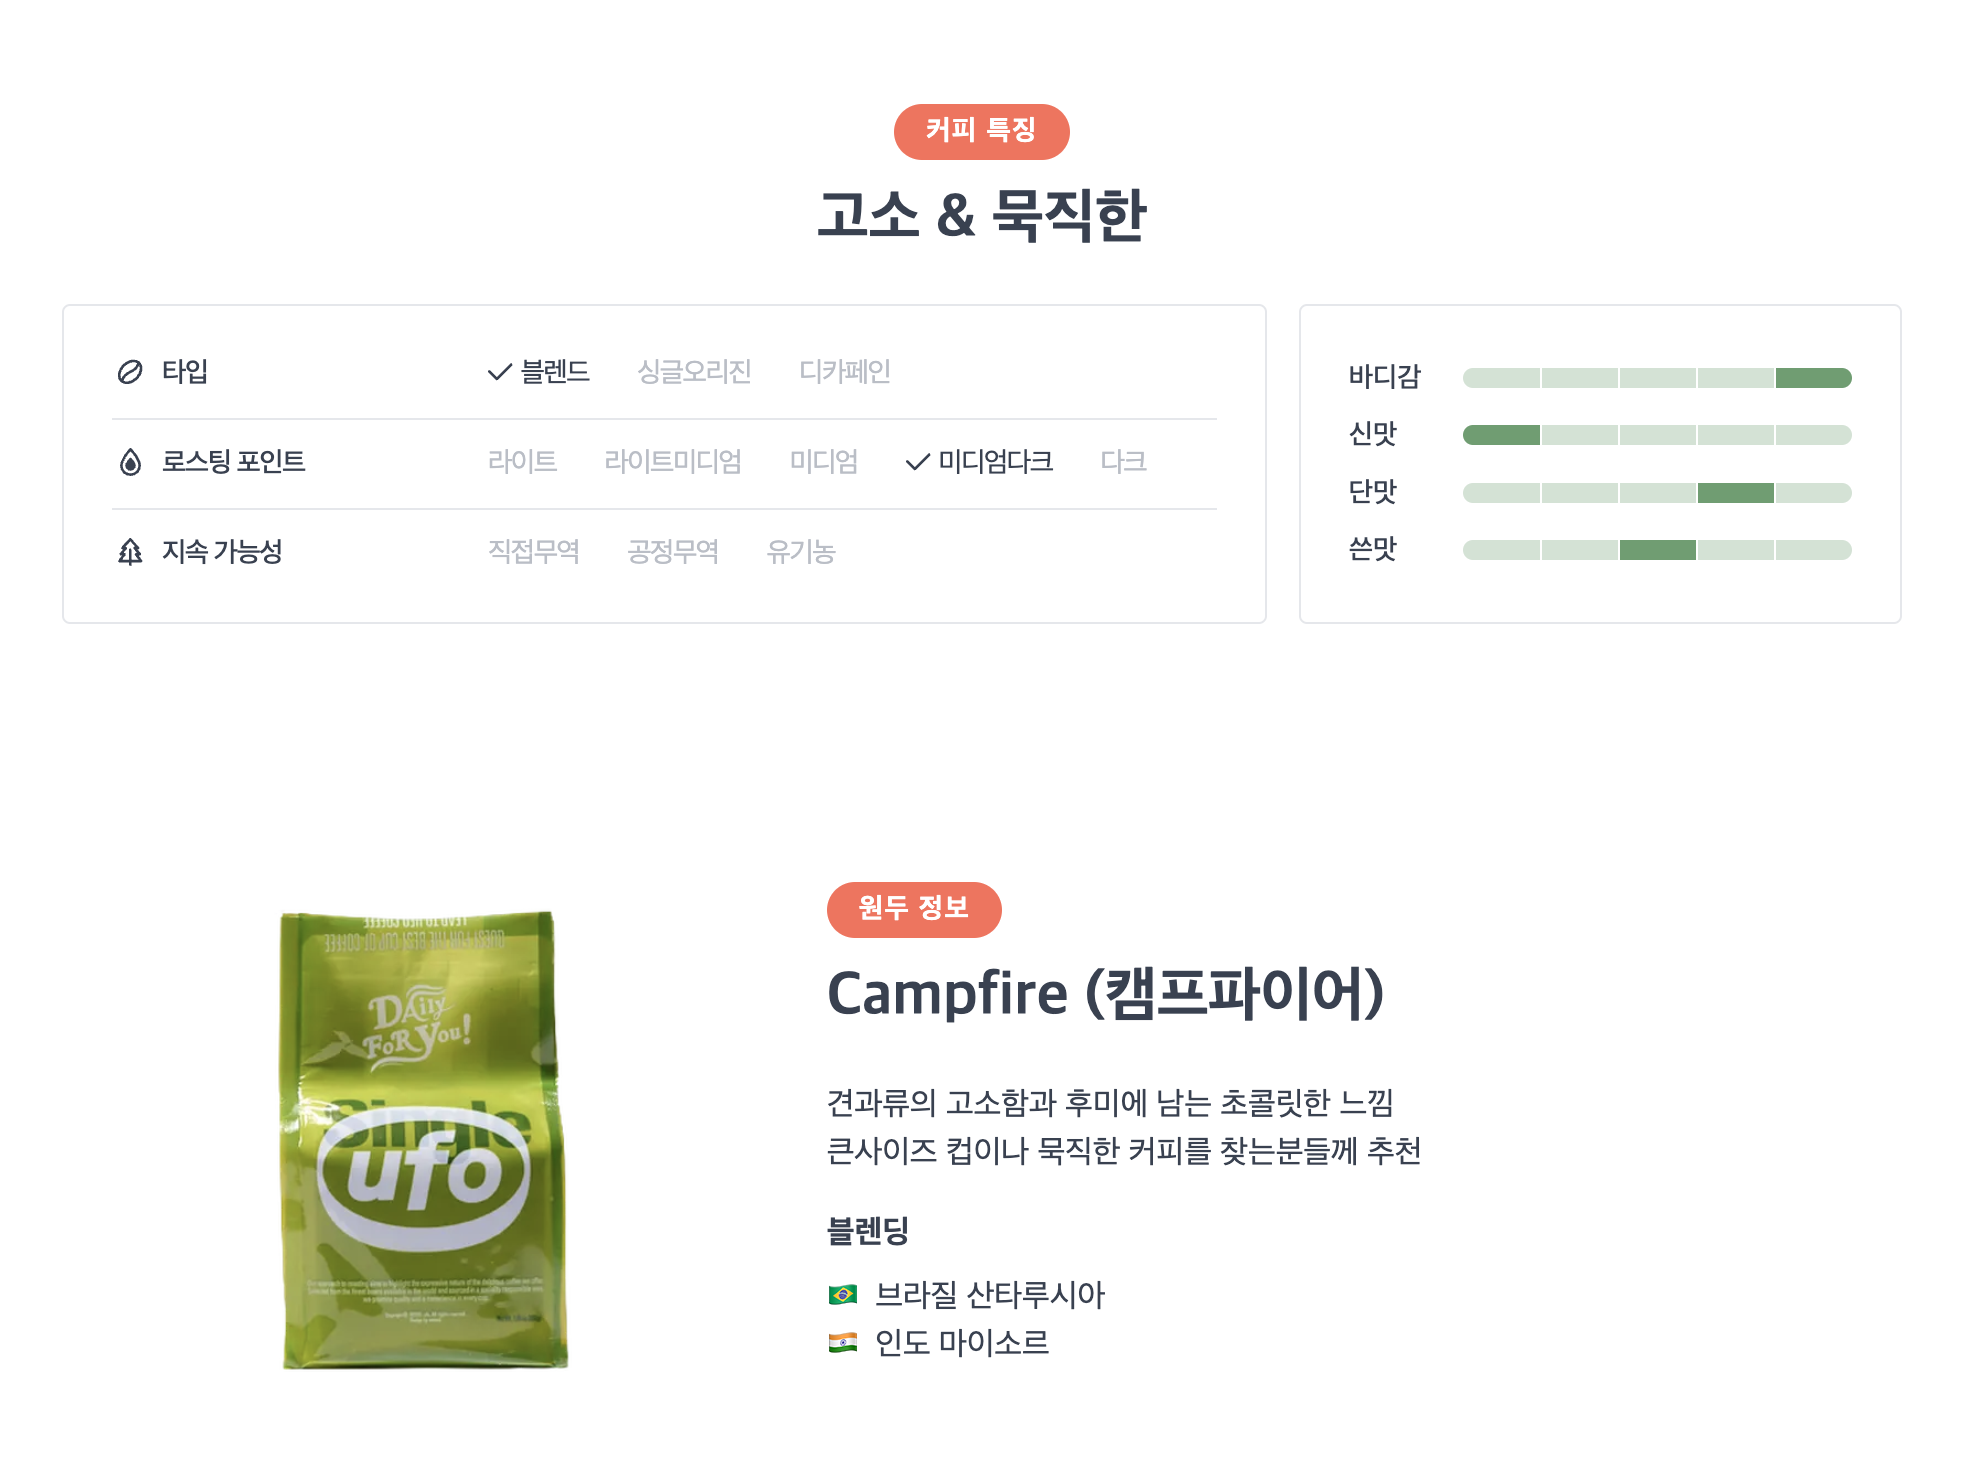 커피 특징
고소 & 묵직한
타입 블렌드 싱글오리진 디카페인
로스팅 포인트 라이트 라이트미디엄 미디엄 미디엄다크 다크
지속 가능성 직접무역 공정무역 유기농
바디감
신맛
단맛
쓴맛
DAily
FoR You!
Single
ufo
원두 정보
Campfire (캠프파이어)
견과류의 고소함과 후미에 남는 초콜릿한 느낌
큰사이즈 컵이나 묵직한 커피를 찾는분들께 추천
블렌딩
브라질 산타루시아
인도 마이소르